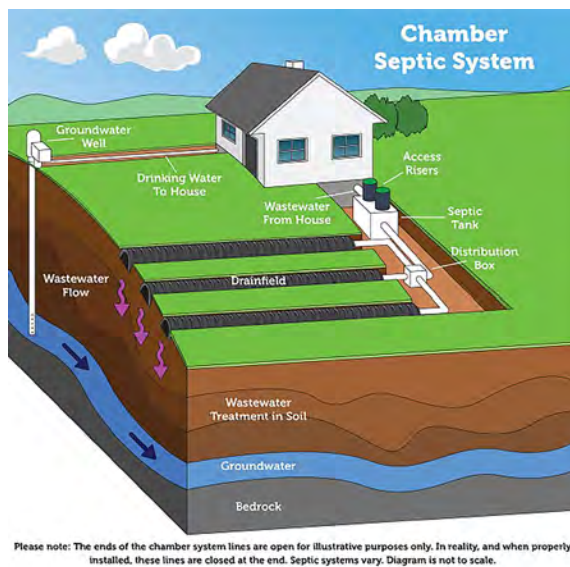 Chamber
Septic System
Groundwater
Well
Drinking Water
To House
Access
Risers
Wastewater
From House
Septic
Tank
Distribution
Box
Wastewater
Flow
Drainfield
Wastewater
Treatment in Soil
Groundwater
Bedrock
Please note: The ends of the chamber system lines are open for illustrative purposes only. In reality, and when properly
installed, these lines are closed at the end. Septic systems vary. Diagram is not to scale.